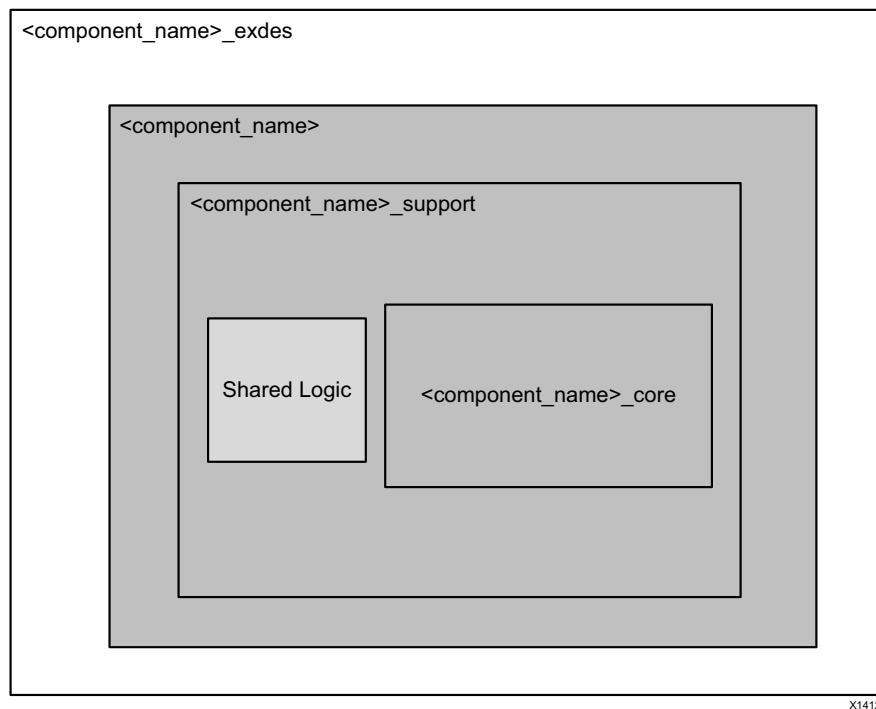 <component_name>_exdes
<component_name>
<component_name>_support
Shared Logic
<component_name>_core